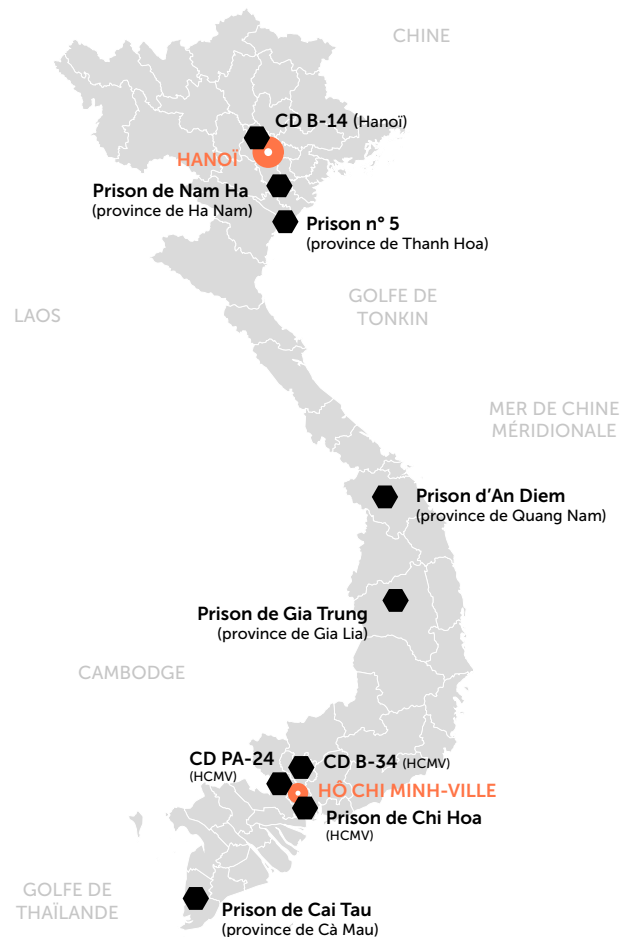 CHINE
CD B-14 (Hanoï)
HANOÏ
Prison de Nam Ha
(province de Ha Nam)
Prison n° 5
(province de Thanh Hoa)
GOLFE DE
TONKIN
LAOS
MER DE CHINE
MÉRIDIONALE
Prison d’An Diem
(province de Quang Nam)
Prison de Gia Trung
(province de Gia Lia)
CAMBODGE
CD PA-24
(HCMV)
CD B-34 (HCMV)
HÔ CHI MINH-VILLE
Prison de Chi Hoa
(HCMV)
GOLFE DE
THAÏLANDE
Prison de Cai Tau
(province de Cà Mau)